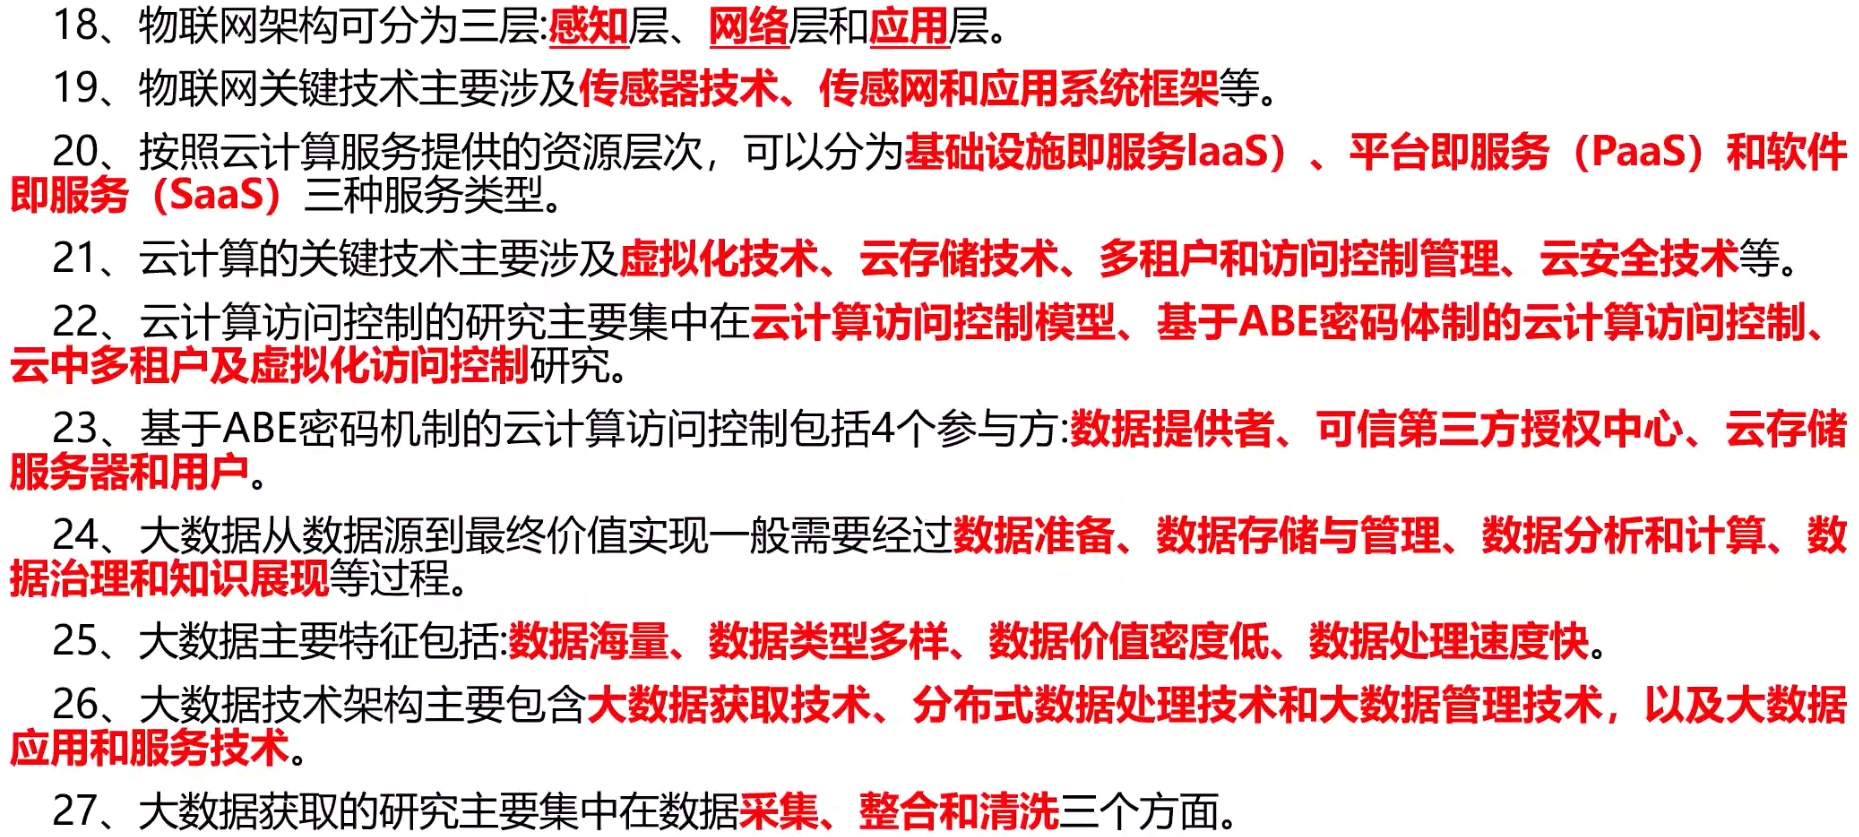 18、物联网架构可分为三层:感知层、网络层和应用层。
19、物联网关键技术主要涉及传感器技术、传感网和应用系统框架等。
20、按照云计算服务提供的资源层次，可以分为基础设施即服务laaS）、平台即服务（PaaS）和软件
即服务（SaaS）三种服务类型。
21、云计算的关键技术主要涉及虚拟化技术、云存储技术、多租户和访问控制管理、云安全技术等。
22、云计算访问控制的研究主要集中在云计算访问控制模型、基于ABE密码体制的云计算访问控制、
云中多租户及虚拟化访问控制研究。
23、基于ABE密码机制的云计算访问控制包括4个参与方:数据提供者、可信第三方授权中心、云存储
服务器和用户。
24、大数据从数据源到最终价值实现一般需要经过数据准备、数据存储与管理、数据分析和计算、数
据治理和知识展现等过程。
25、大数据主要特征包括:数据海量、数据类型多样、数据价值密度低、数据处理速度快。
26、大数据技术架构主要包含大数据获取技术、分布式数据处理技术和大数据管理技术，以及大数据
应用和服务技术。
27、大数据获取的研究主要集中在数据采集、整合和清洗三个方面。